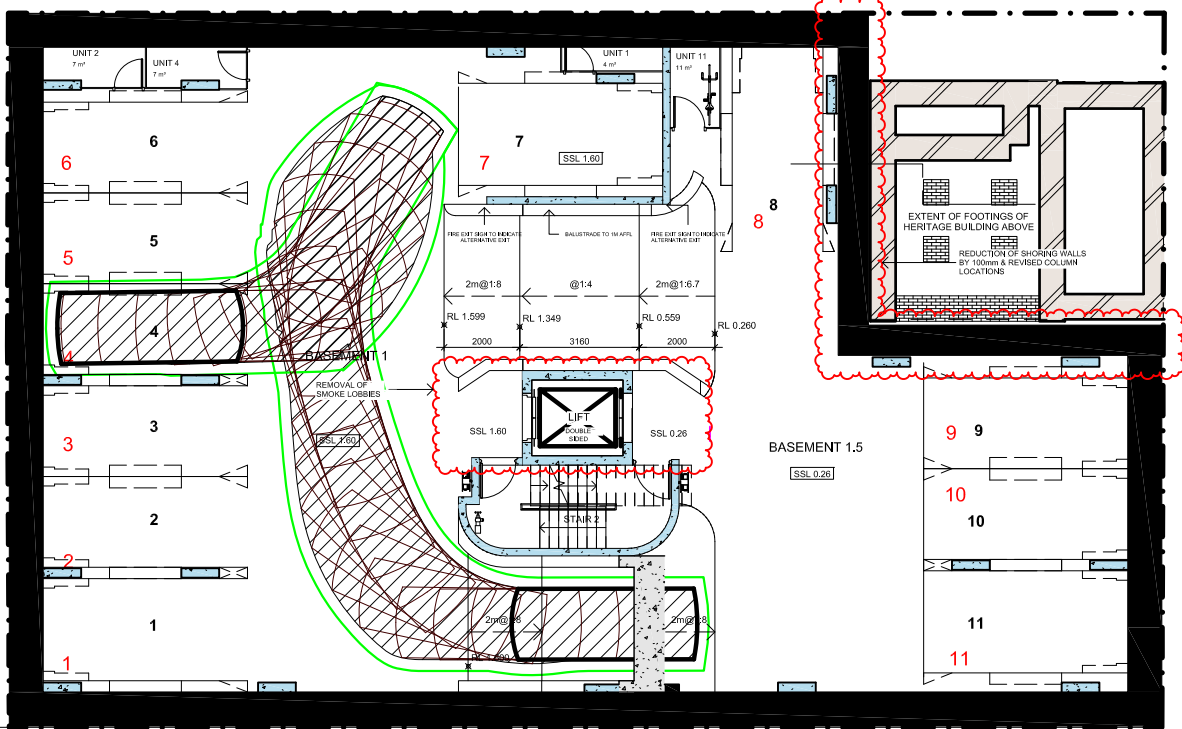 UNIT 2
7 m²
UNIT 4
7 m²
UNIT 1
4 m²
UNIT 11
11 m²
6
6
5
5
4
4
3
3
2
2
1
1
7
7
SSL 1.60
8
8
FIRE EXIT SIGN TO INDICATE
ALTERNATIVE EXIT
BALUSTRADE TO 1M AFFL
FIRE EXIT SIGN TO INDICATE
ALTERNATIVE EXIT
2m@1:8
@1:4
2m@1:6.7
RL 1.599
RL 1.349
RL 0.559
RL 0.260
2000
3160
2000
BASEMENT 1
REMOVAL OF
SMOKE LOBBIES
SSL 1.60
SSL 1.60
LIFT
DOUBLE
SIDED
SSL 0.26
STAIR 2
BASEMENT 1.5
SSL 0.26
EXTENT OF FOOTINGS OF
HERITAGE BUILDING ABOVE
REDUCTION OF SHORING WALLS
BY 100mm & REVISED COLUMN
LOCATIONS
9
9
10
10
11
11